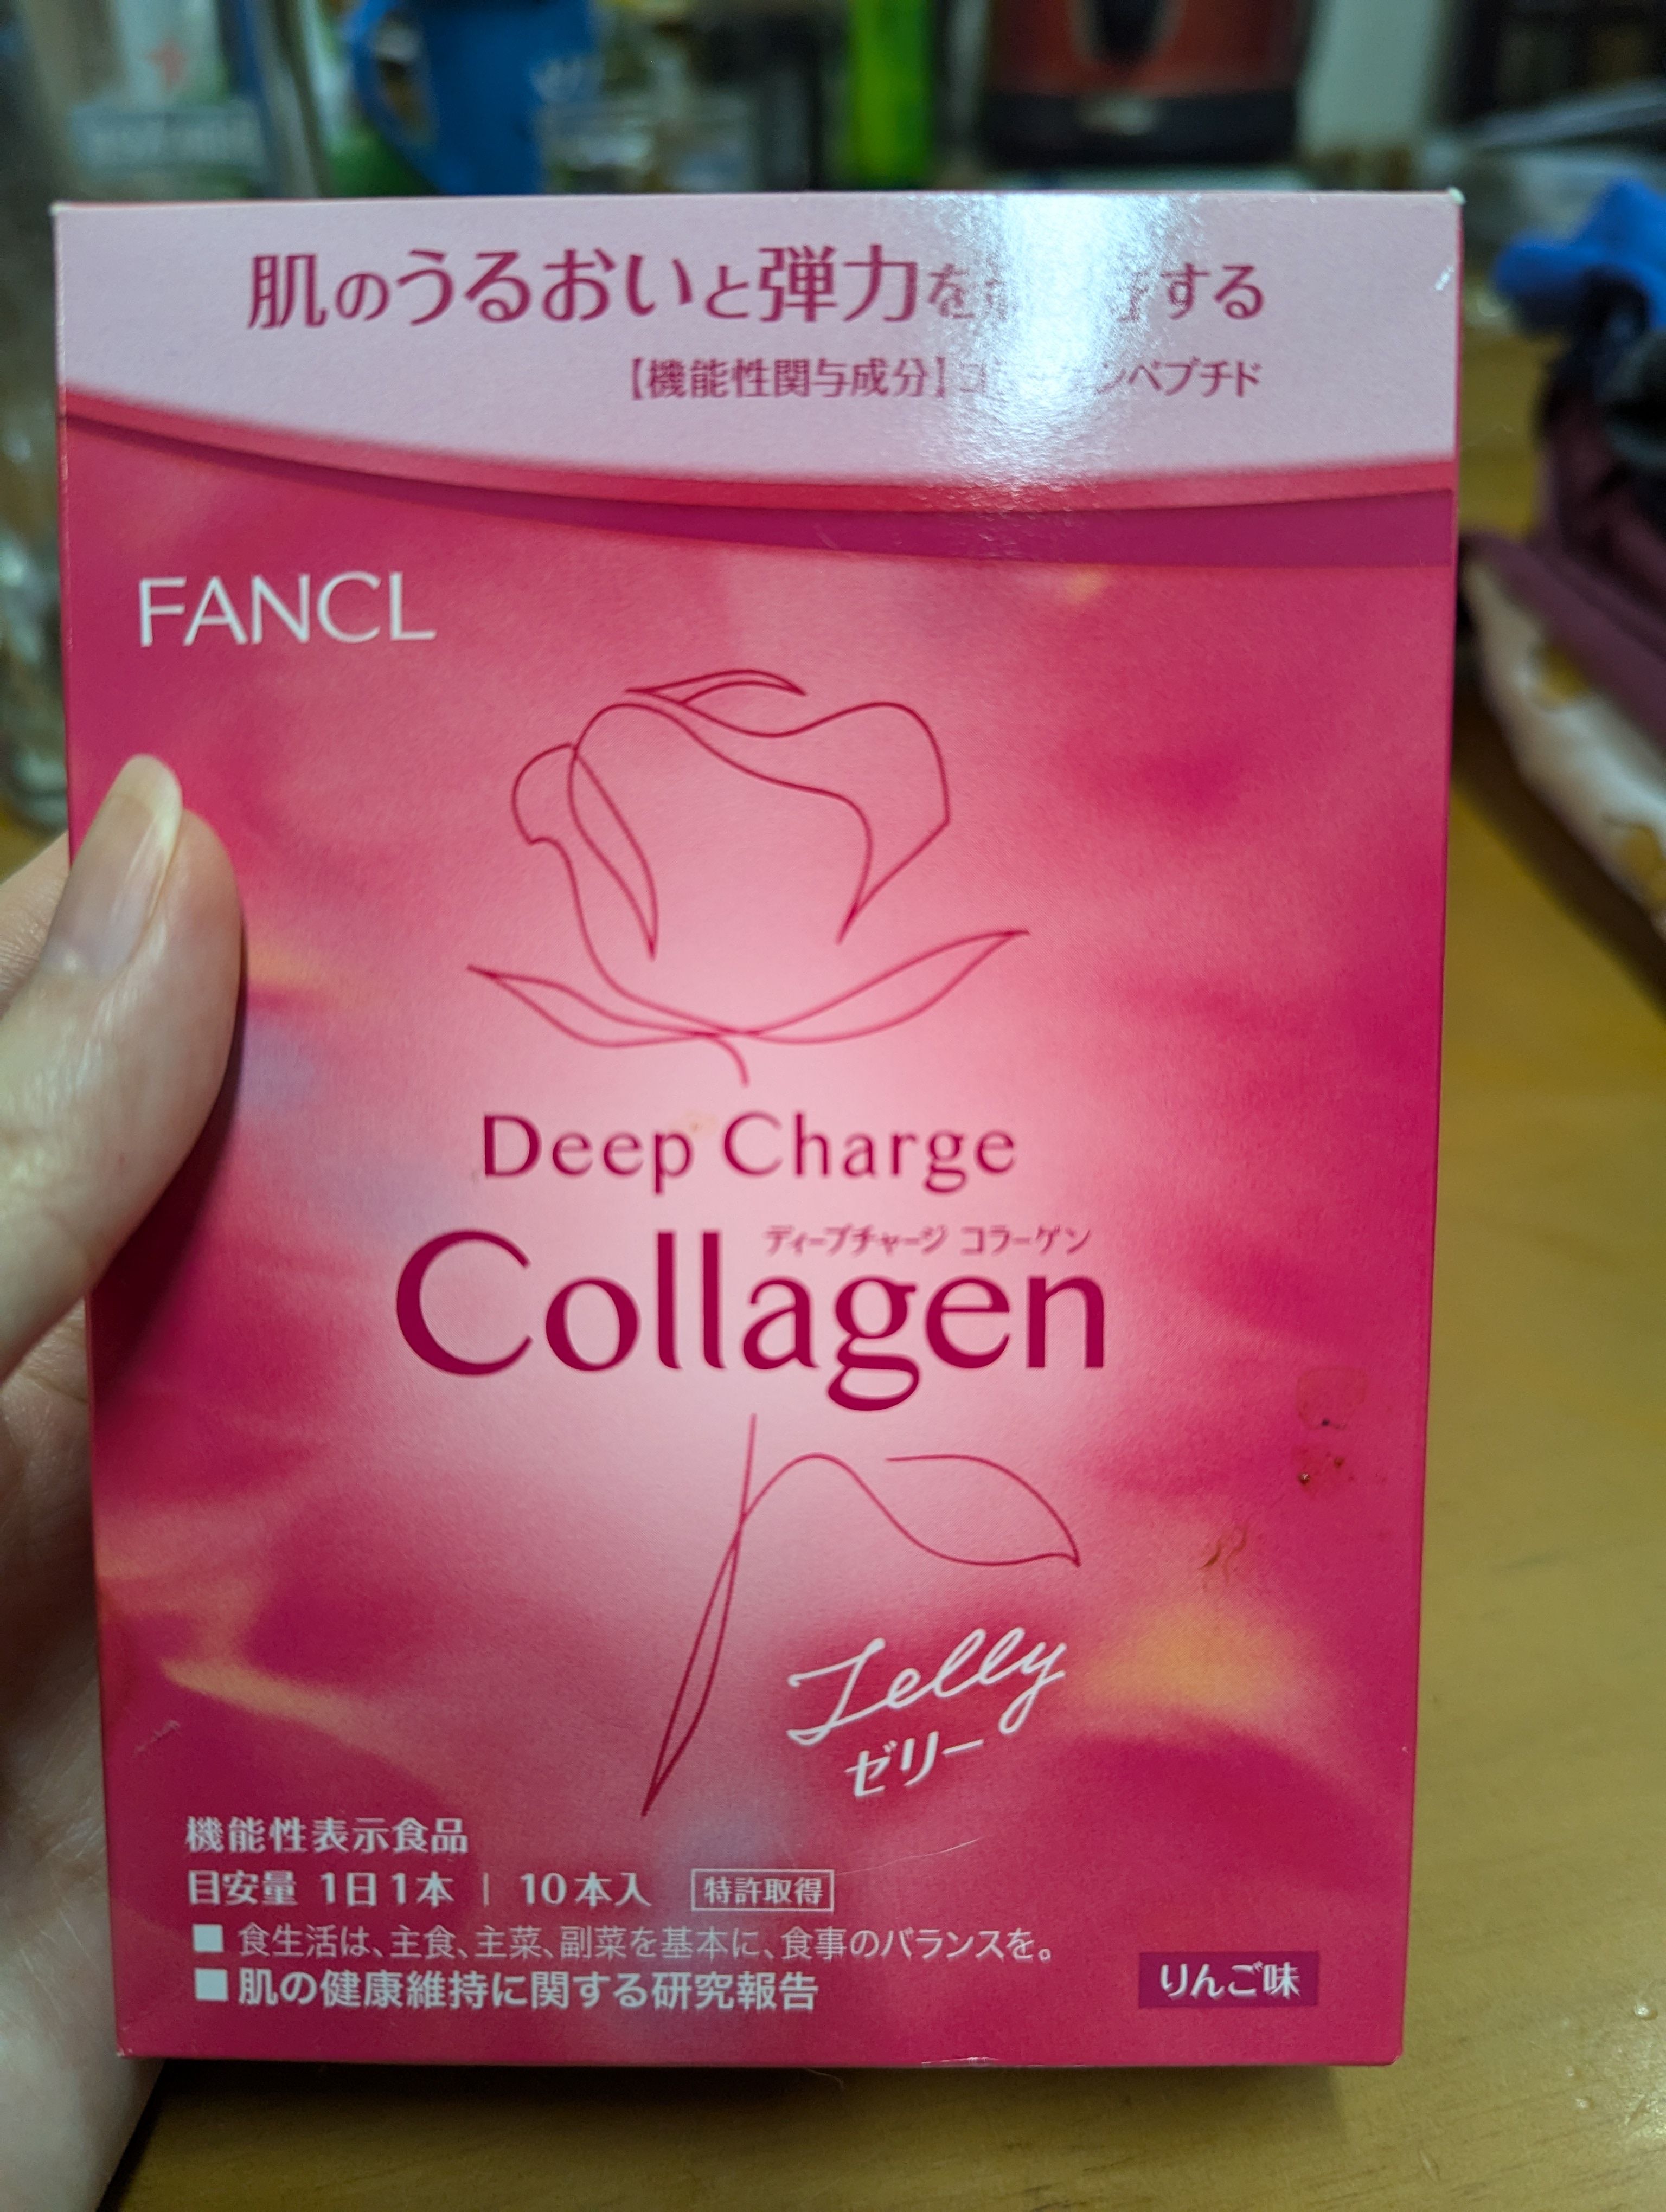 肌のうるおいと弾力を する
【機能性関与成分】 ペプチド
FANCL
Deep Charge
ディープチャージ コラーゲン
Collagen
Jelly
ゼリー
機能性表示食品
目安量 1日1本 | 10本入 特許取得
■ 食生活は、主食、主菜、副菜を基本に、食事のバランスを。
■ 肌の健康維持に関する研究報告
りんご味